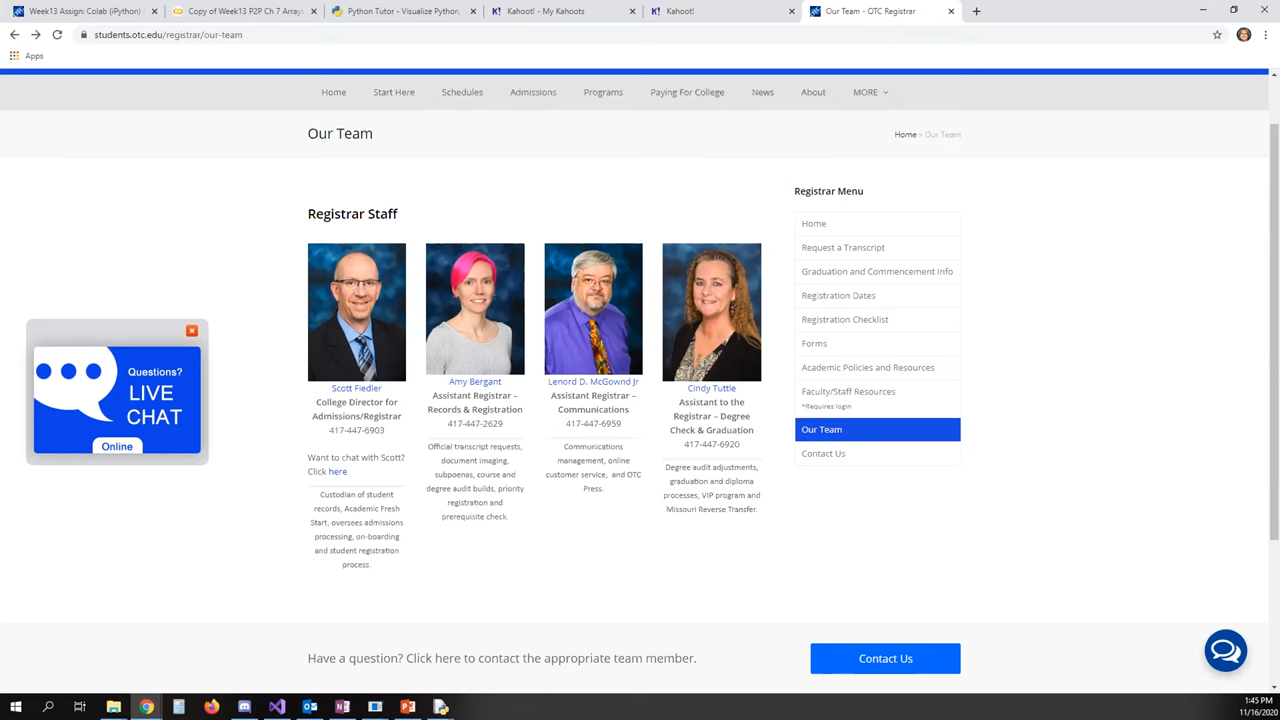 Week13 Assign: Colab (iPython)
Copy of Week13 P2P Ch 7 Array
Python Tutor - Visualize Python,
Kahoot! - My Kahoots
Kahoot!
Our Team - OTC Registrar
students.otc.edu/registrar/our-team
Apps
Home
Start Here
Schedules
Admissions
Programs
Paying For College
News
About
MORE
Our Team
Home » Our Team
Registrar Staff
Scott Fiedler
College Director for
Admissions/Registrar
417-447-6903
Want to chat with Scott?
Click here
Custodian of student
records, Academic Fresh
Start, oversees admissions
processing, on-boarding
and student registration
process.
Amy Bergant
Assistant Registrar –
Records & Registration
417-447-2629
Official transcript requests,
document imaging,
subpoenas, course and
degree audit builds, priority
registration and
prerequisite check.
Lenord D. McGownd Jr
Assistant Registrar –
Communications
417-447-6959
Communications
management, online
customer service, and OTC
Press.
Cindy Tuttle
Assistant to the
Registrar – Degree
Check & Graduation
417-447-6920
Degree audit adjustments,
graduation and diploma
processes, VIP program and
Missouri Reverse Transfer.
Registrar Menu
Home
Request a Transcript
Graduation and Commencement Info
Registration Dates
Registration Checklist
Forms
Academic Policies and Resources
Faculty/Staff Resources
*Requires login
Our Team
Contact Us
Questions?
LIVE
CHAT
Online
Have a question? Click here to contact the appropriate team member.
Contact Us
1:45 PM
11/16/2020